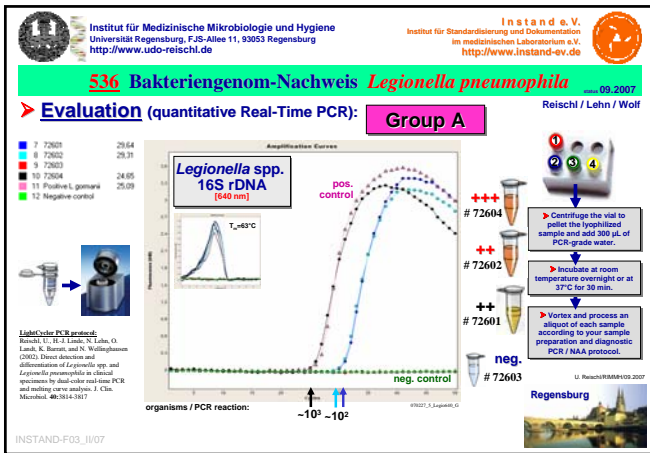 Institut für Medizinische Mikrobiologie und Hygiene
Universität Regensburg, FJS-Allee 11, 93053 Regensburg
http://www.udo-reischl.de
Instand e.V.
Institut für Standardisierung und Dokumentation
im medizinischen Laboratorium e.V.
http://www.instand-ev.de
536 Bakteriengenom-Nachweis Legionella pneumophila
status 09.2007
Evaluation (quantitative Real-Time PCR):
Group A
Reischl / Lehn / Wolf
7 72601 29,64
8 72602 29,31
9 72603
10 72604 24,65
11 Positive L.gormanii 25,09
12 Negative control
Amplification Curves
Legionella spp.
16S rDNA
[640 nm]
Tm=63°C
pos.
control
neg. control
+++
# 72604
++
# 72602
++
# 72601
neg.
# 72603
1
2
3
4
Centrifuge the vial to
pellet the lyophilized
sample and add 300 µL of
PCR-grade water.
Incubate at room
temperature overnight or at
37°C for 30 min.
Vortex and process an
aliquot of each sample
according to your sample
preparation and diagnostic
PCR / NAA protocol.
LightCycler PCR protocol:
Reischl, U., H.-J. Linde, N. Lehn, O.
Landt, K. Barratt, and N. Wellinghausen
(2002). Direct detection and
differentiation of Legionella spp. and
Legionella pneumophila in clinical
specimens by dual-color real-time PCR
and melting curve analysis. J. Clin.
Microbiol. 40:3814-3817
organisms / PCR reaction:
~10³ ~10²
U. Reischl/RIMMH/09.2007
Regensburg
INSTAND-F03_II/07